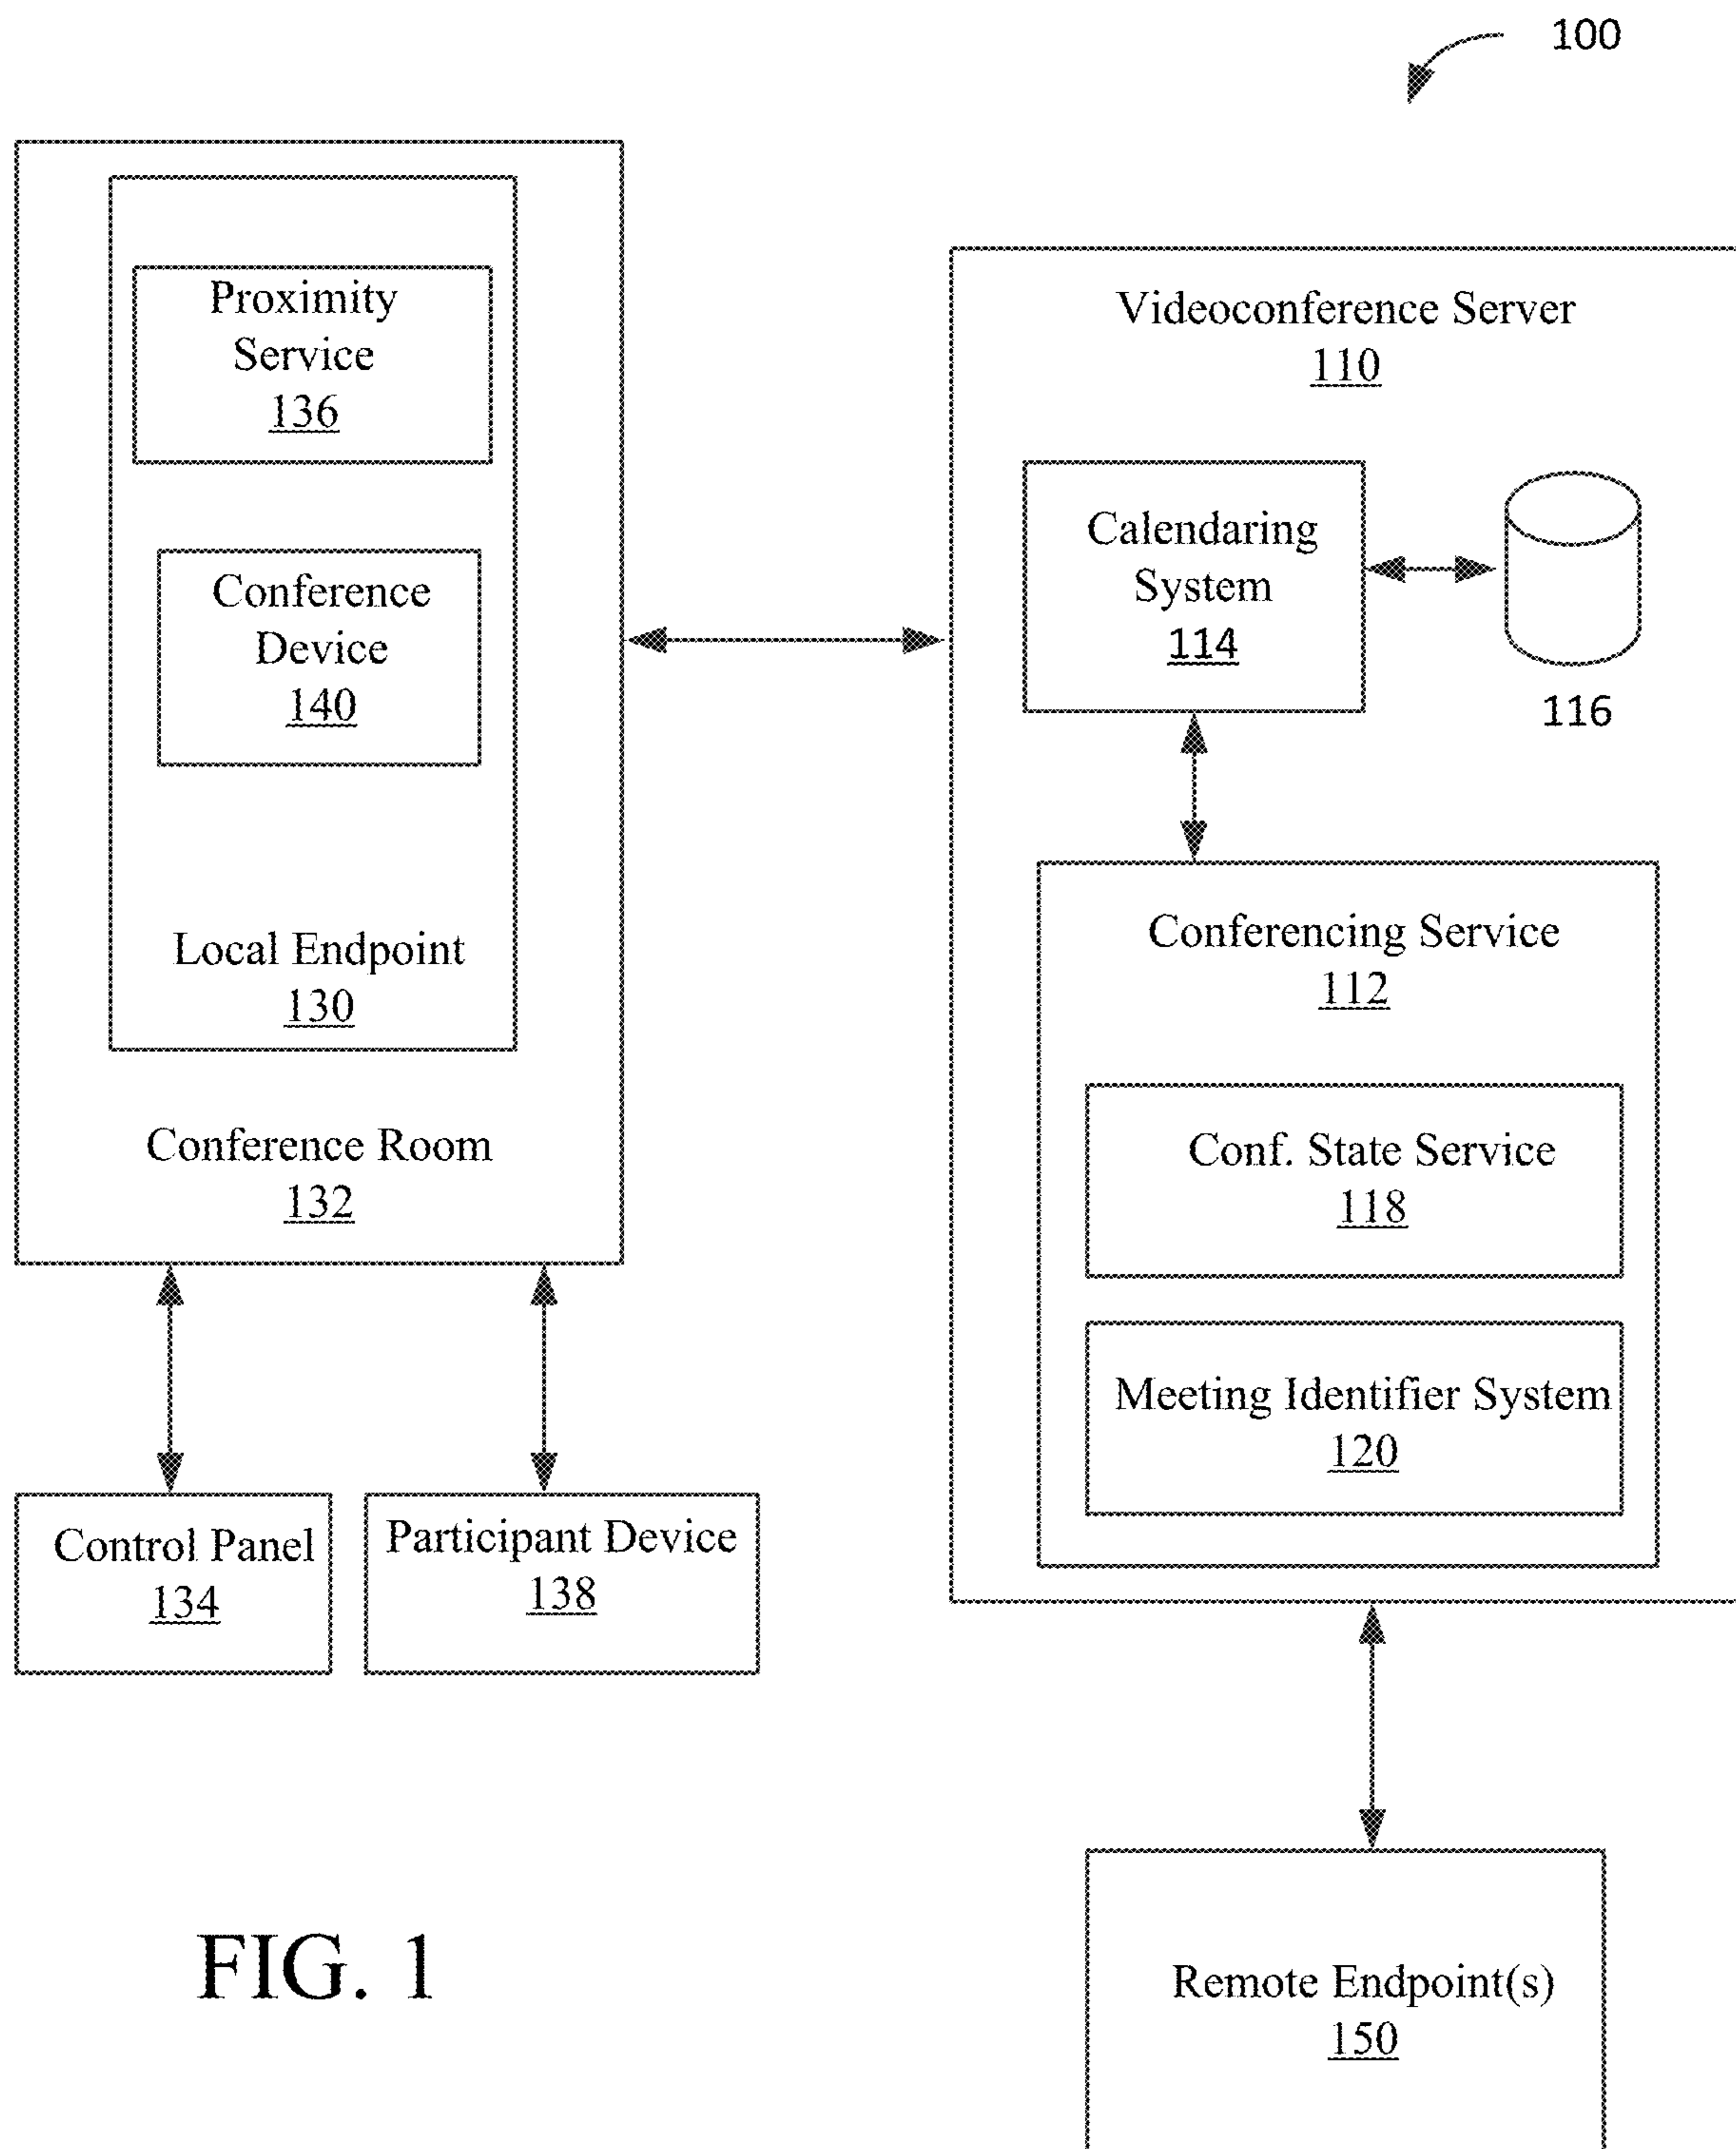 100
Proximity
Service
136
Conference
Device
140
Local Endpoint
130
Conference Room
132
Control Panel
134
Participant Device
138
Videoconference Server
110
Calendaring
System
114
116
Conferencing Service
112
Conf. State Service
118
Meeting Identifier System
120
Remote Endpoint(s)
150
FIG. 1